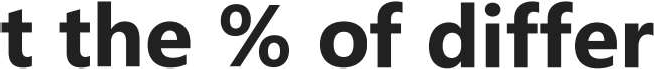 t the % of differ